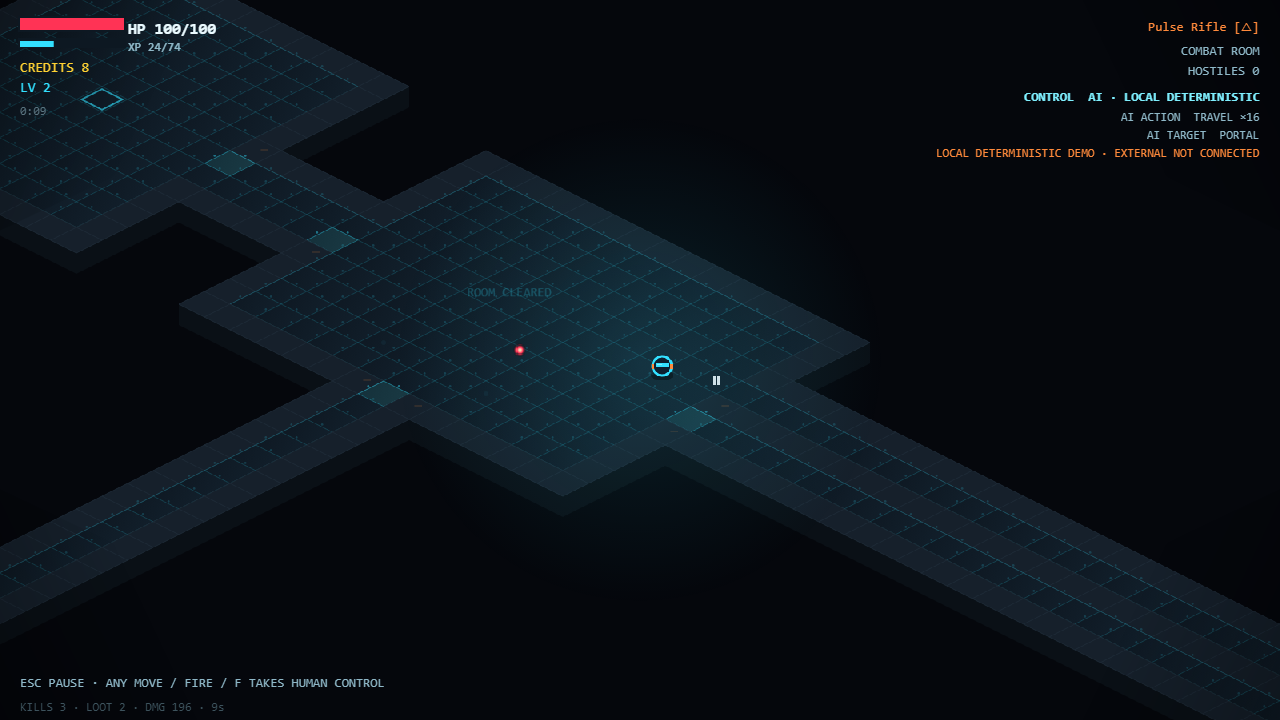 HP 100/100
XP 24/74
CREDITS 8
LV 2
0:09
Pulse Rifle [△]
COMBAT ROOM
HOSTILES 0
CONTROL AI · LOCAL DETERMINISTIC
AI ACTION TRAVEL ×16
AI TARGET PORTAL
LOCAL DETERMINISTIC DEMO · EXTERNAL NOT CONNECTED
ROOM CLEARED
ESC PAUSE · ANY MOVE / FIRE / F TAKES HUMAN CONTROL
KILLS 3 · LOOT 2 · DMG 196 · 9s